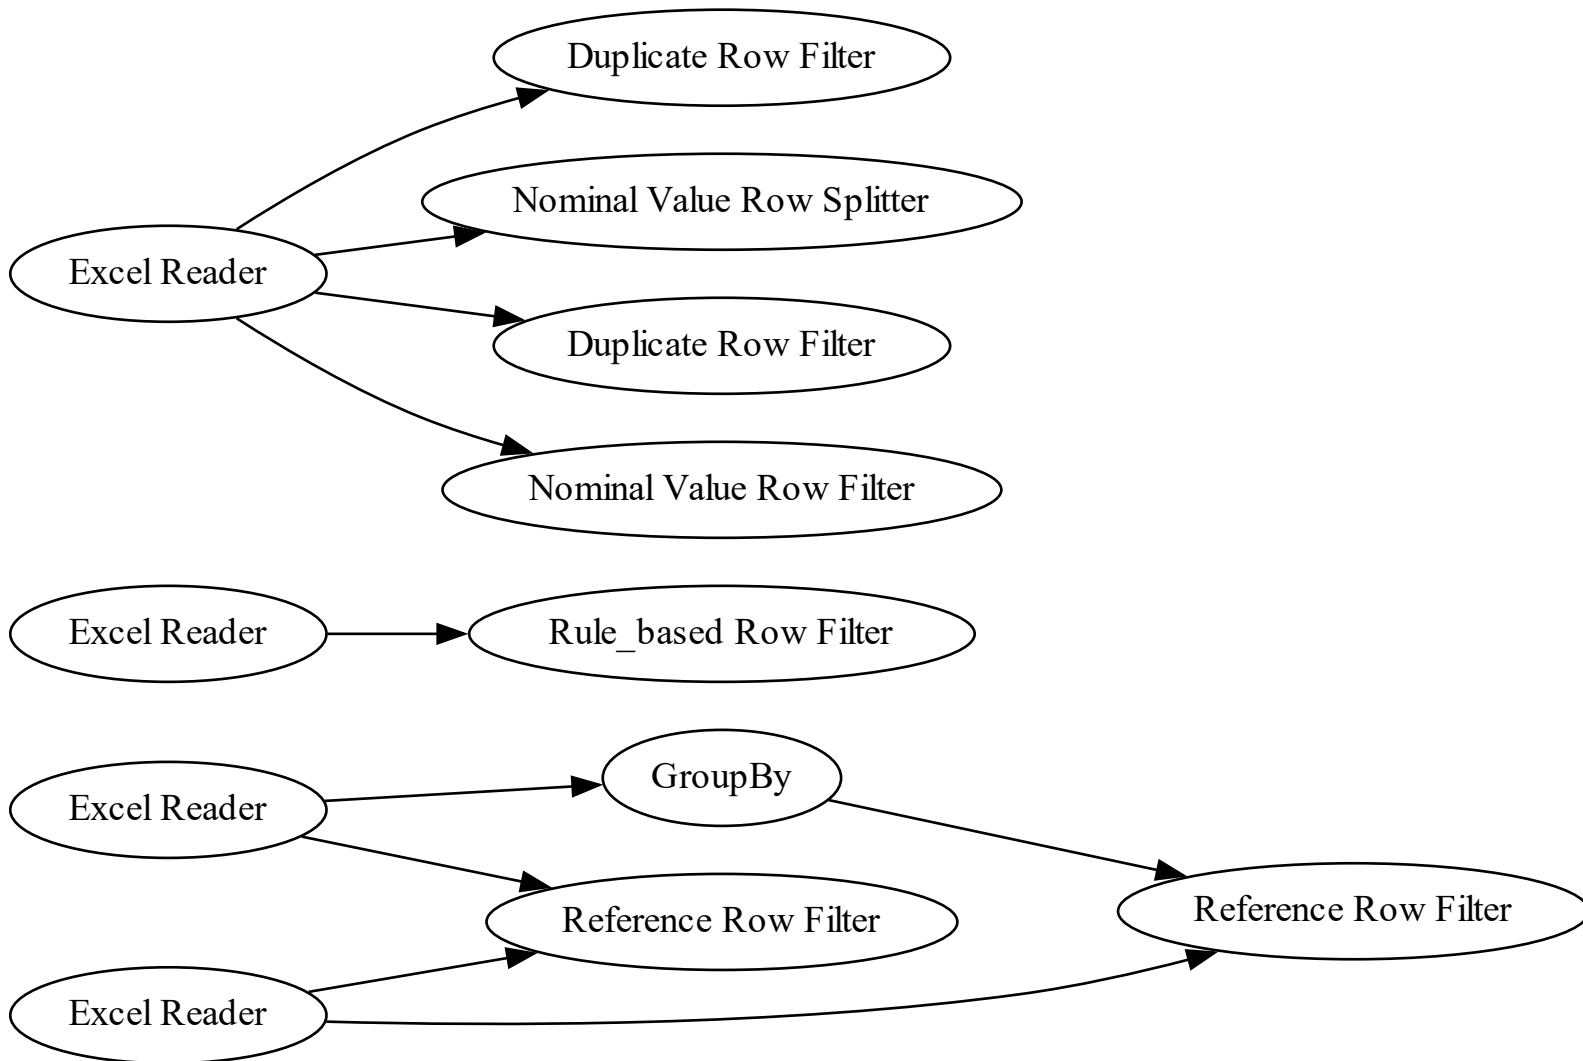 Duplicate Row Filter
Nominal Value Row Splitter
Excel Reader
Duplicate Row Filter
Nominal Value Row Filter
Excel Reader
Rule_based Row Filter
GroupBy
Excel Reader
Reference Row Filter
Reference Row Filter
Excel Reader